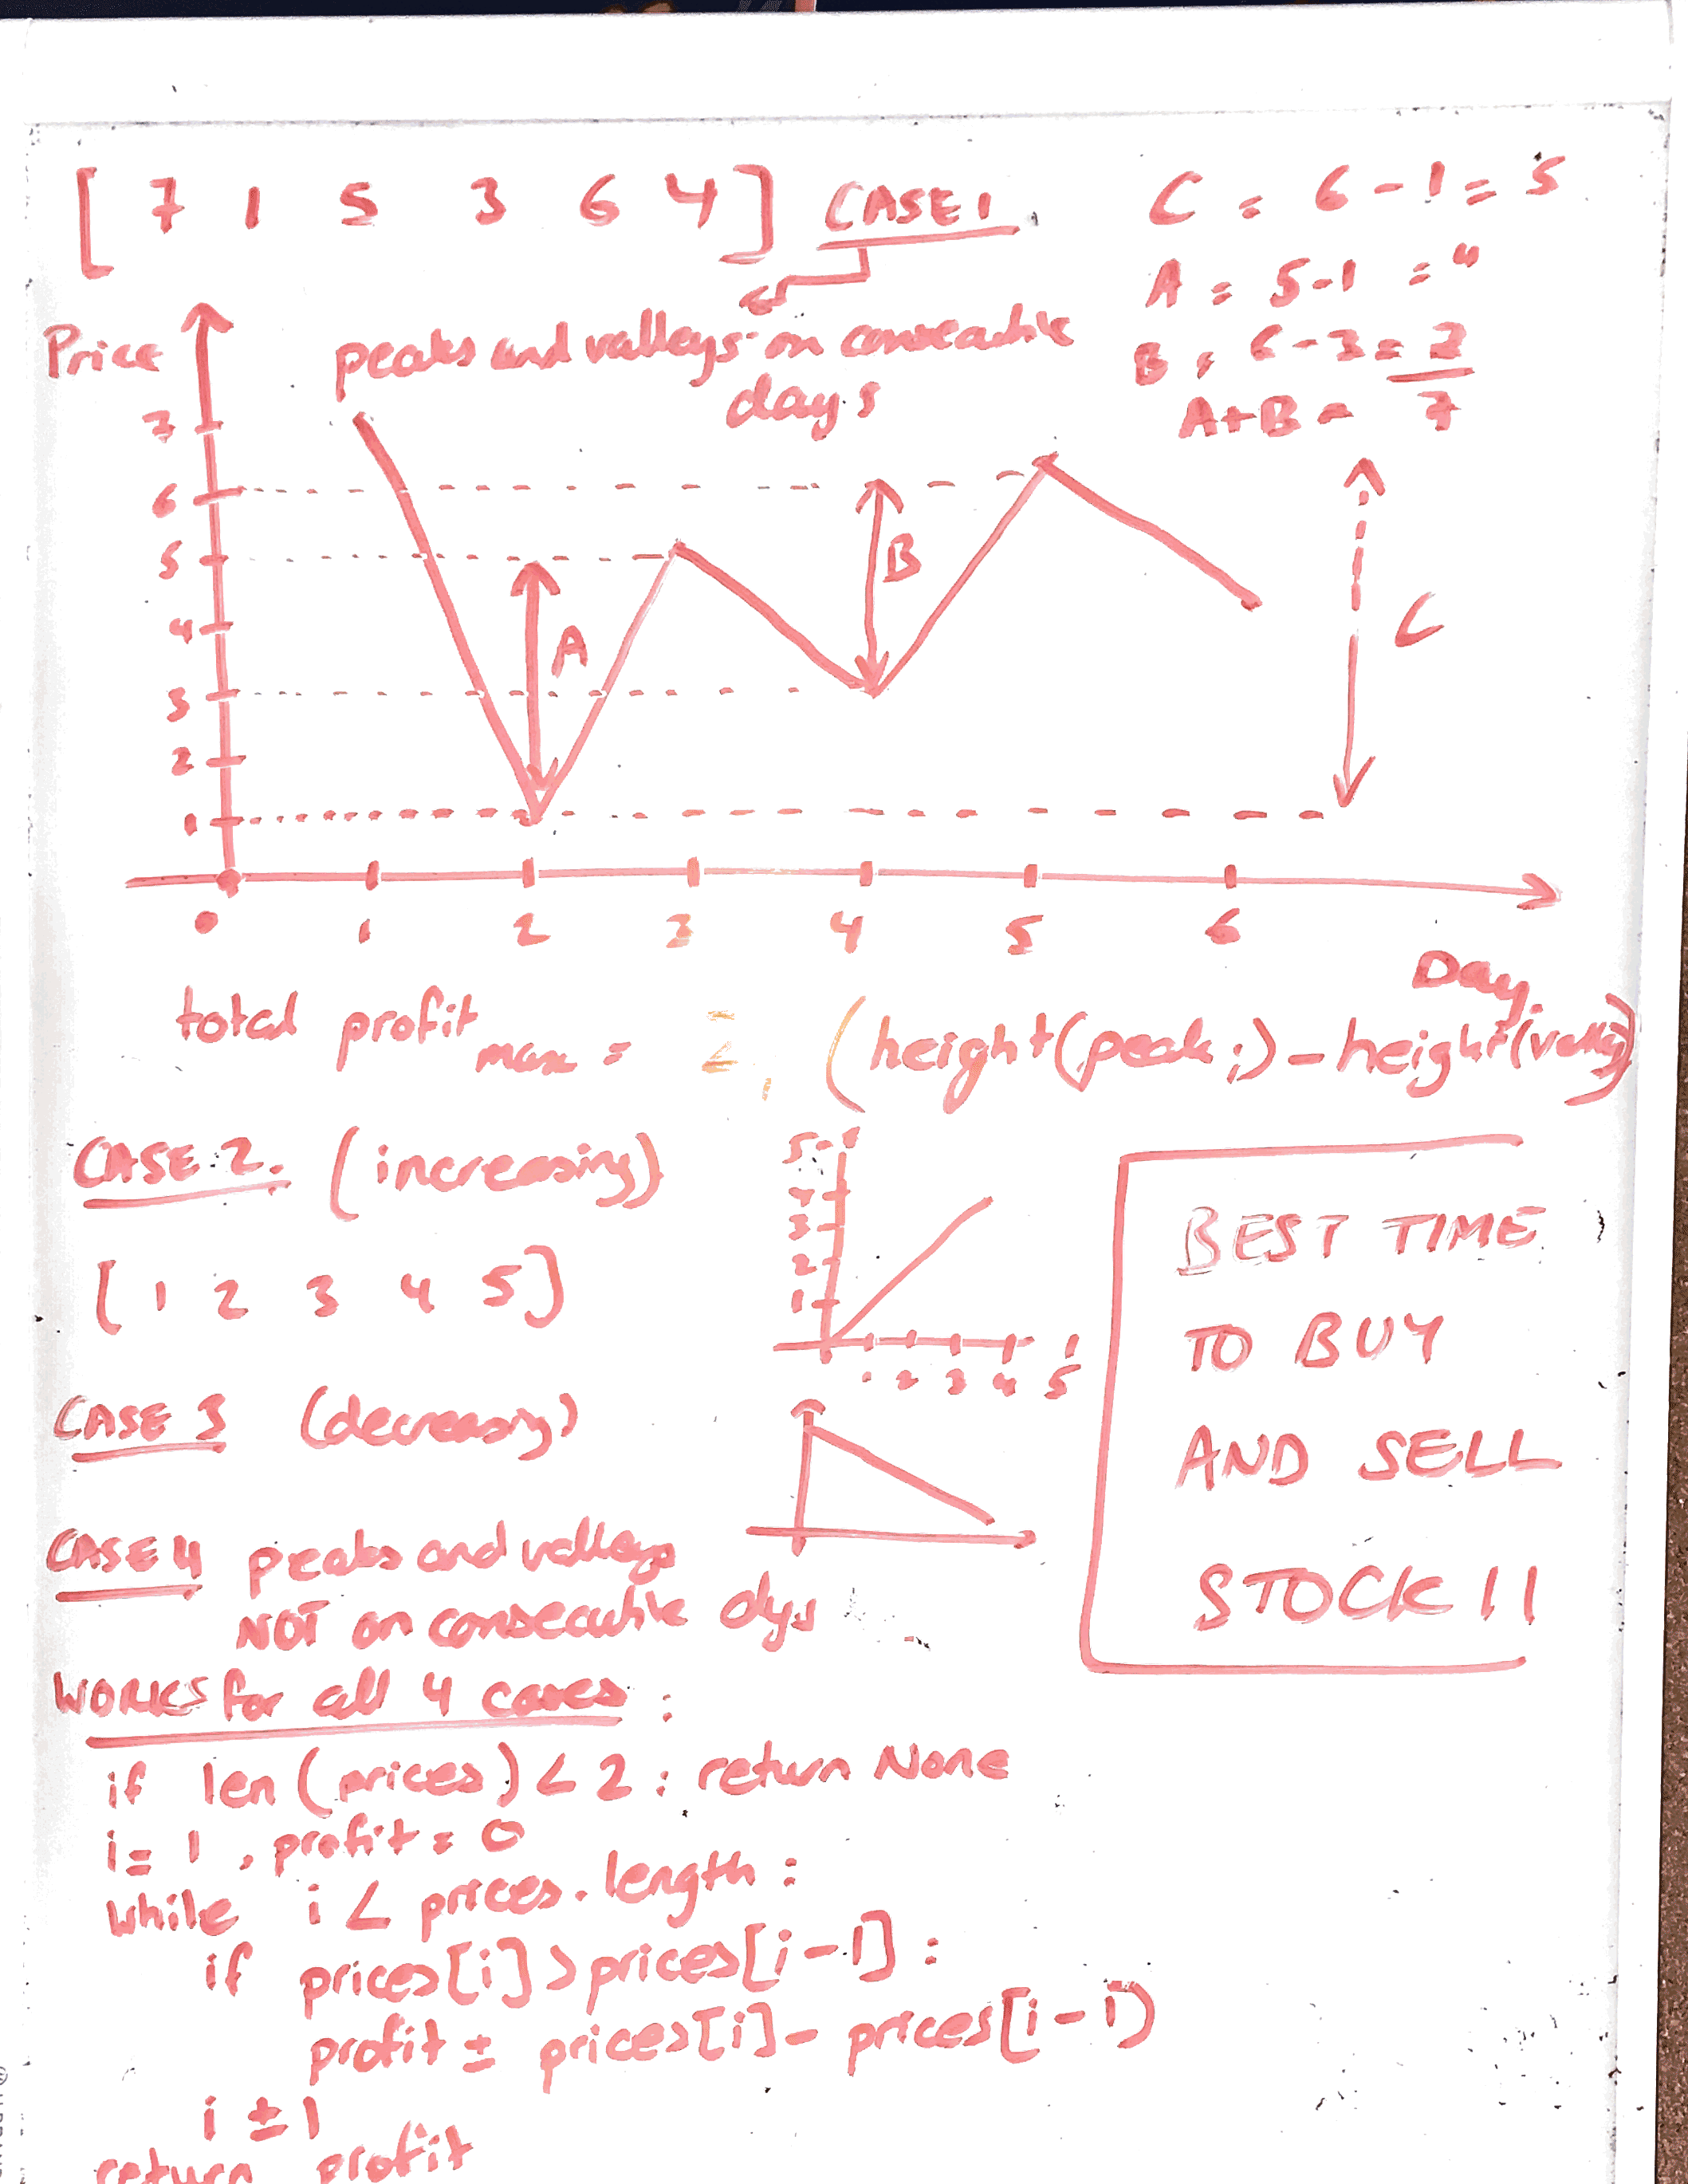 [ 7 1 5 3 6 4 ] CASE 1
C = 6 - 1 = 5
A = 5 - 1 = 4
B = 6 - 3 = 3
A + B = 7
Price
peaks and valleys on consecutive
days
7
6
5
4
3
2
1
A
B
C
0 1 2 3 4 5 6
Day.
total profit max = Σ i (height(peak i) - height(valley
CASE 2. (increasing)
[ 1 2 3 4 5 ]
5
4
3
2
1
1 2 3 4 5
CASE 3 (decreasing)
CASE 4 peaks and valleys
NOT on consecutive dys
BEST TIME
TO BUY
AND SELL
STOCK II
WORKS for all 4 cases :
if len (prices) < 2 : return None
i = 1 , profit = 0
while i < prices.length :
if prices[i] > prices[i-1] :
profit += prices[i] - prices[i-1)
i += 1
return profit